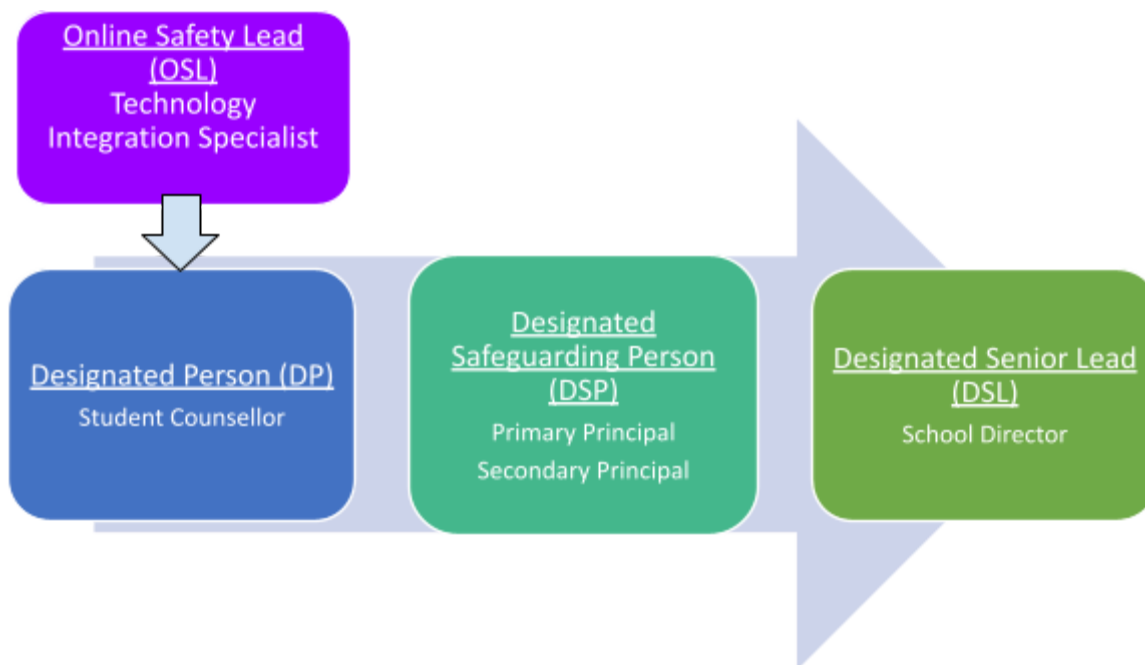 Online Safety Lead
(OSL)
Technology
Integration Specialist
Designated Person (DP)
Student Counsellor
Designated
Safeguarding Person
(DSP)
Primary Principal
Secondary Principal
Designated Senior Lead
(DSL)
School Director